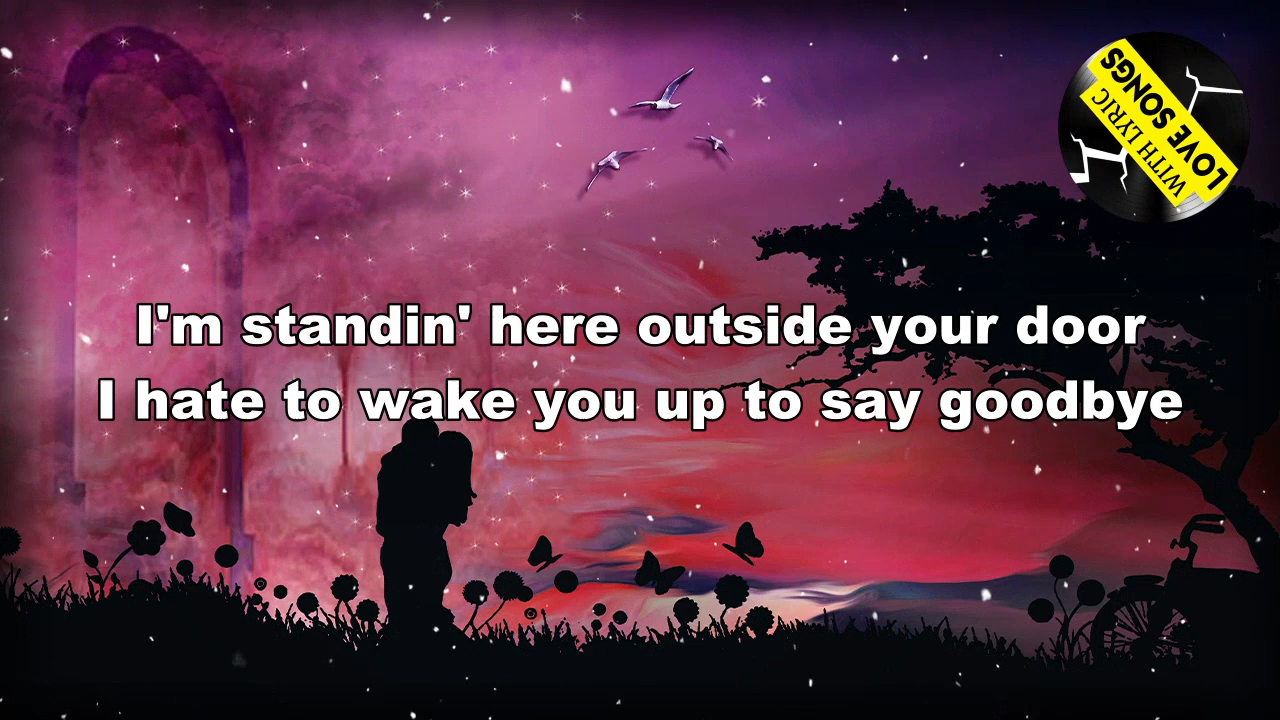 I'm standin' here outside your door
I hate to wake you up to say goodbye
LOVE SONGS
WITH LYRIC